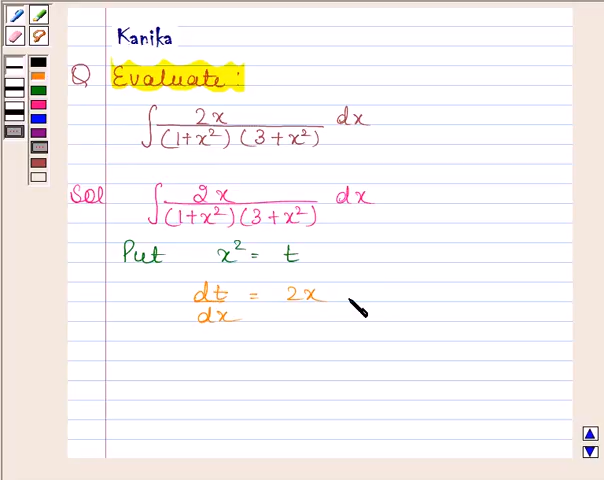 Kanika
Q Evaluate:
∫ 2x / (1+x²)(3+x²) dx
Sol ∫ 2x / (1+x²)(3+x²) dx
Put x² = t
dt/dx = 2x